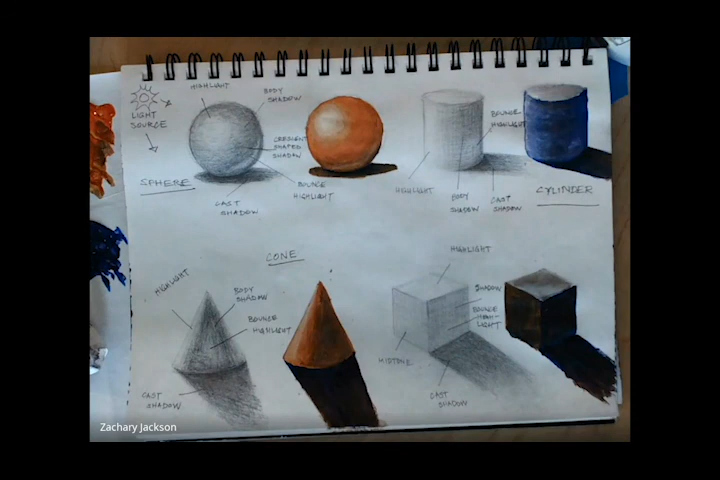 HIGHLIGHT
BODY
SHADOW
LIGHT
SOURCE
CRESCENT
SHAPED
SHADOW
BOUNCE
HIGHLIGHT
CAST
SHADOW
SPHERE
BOUNCE
HIGHLIGHT
HIGHLIGHT
BODY
SHADOW
CAST
SHADOW
CYLINDER
CONE
HIGHLIGHT
BODY
SHADOW
BOUNCE
HIGHLIGHT
CAST
SHADOW
HIGHLIGHT
SHADOW
BOUNCE
HIGH-
LIGHT
MIDTONE
CAST
SHADOW
Zachary Jackson